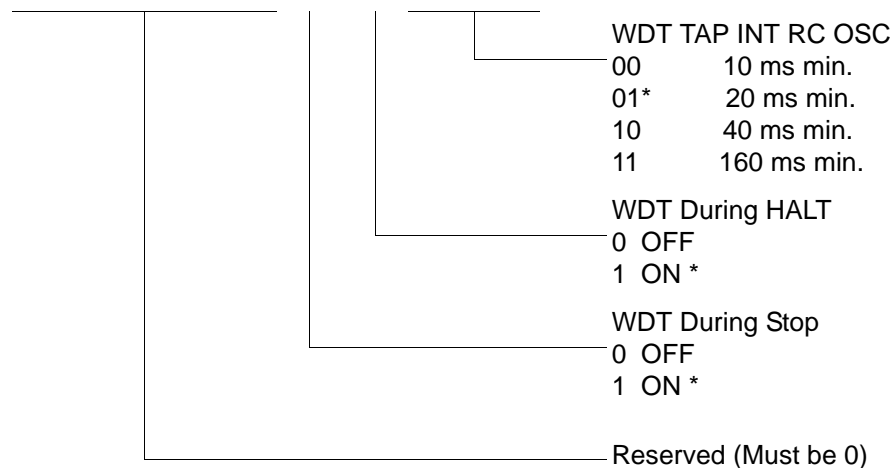 WDT TAP INT RC OSC
00 10 ms min.
01* 20 ms min.
10 40 ms min.
11 160 ms min.
WDT During HALT
0 OFF
1 ON *
WDT During Stop
0 OFF
1 ON *
Reserved (Must be 0)